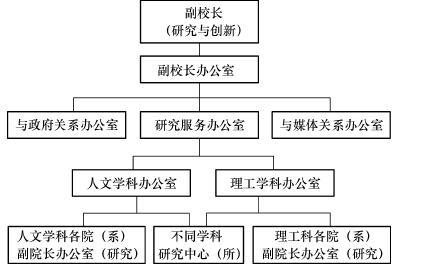 副校长
（研究与创新）
副校长办公室
与政府关系办公室
研究服务办公室
与媒体关系办公室
人文学科办公室
理工学科办公室
人文学科各院（系）
副院长办公室（研究）
不同学科
研究中心（所）
理工科各院（系）
副院长办公室（研究）